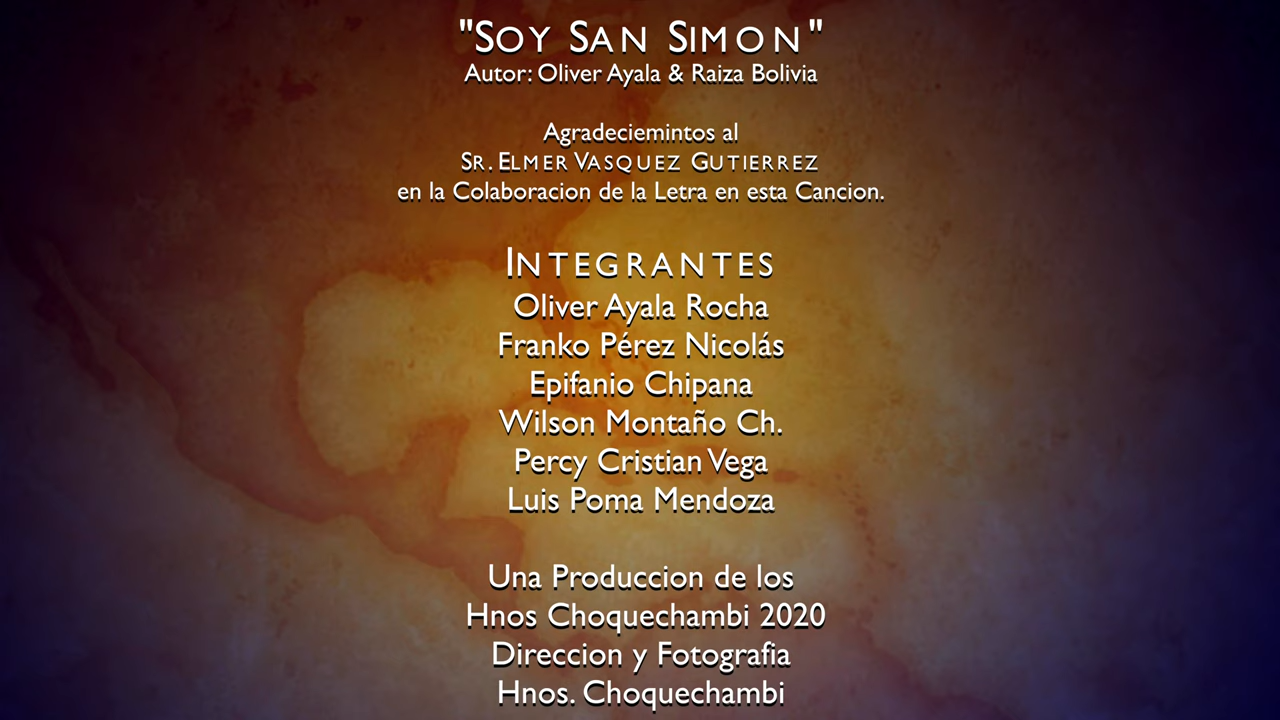 "SOY SAN SIMON"
Autor: Oliver Ayala & Raiza Bolivia
Agradeciemintos al
SR. ELMER VASQUEZ GUTIERREZ
en la Colaboracion de la Letra en esta Cancion.
INTEGRANTES
Oliver Ayala Rocha
Franko Pérez Nicolás
Epifanio Chipana
Wilson Montaño Ch.
Percy Cristian Vega
Luis Poma Mendoza
Una Produccion de los
Hnos Choquechambi 2020
Direccion y Fotografia
Hnos. Choquechambi